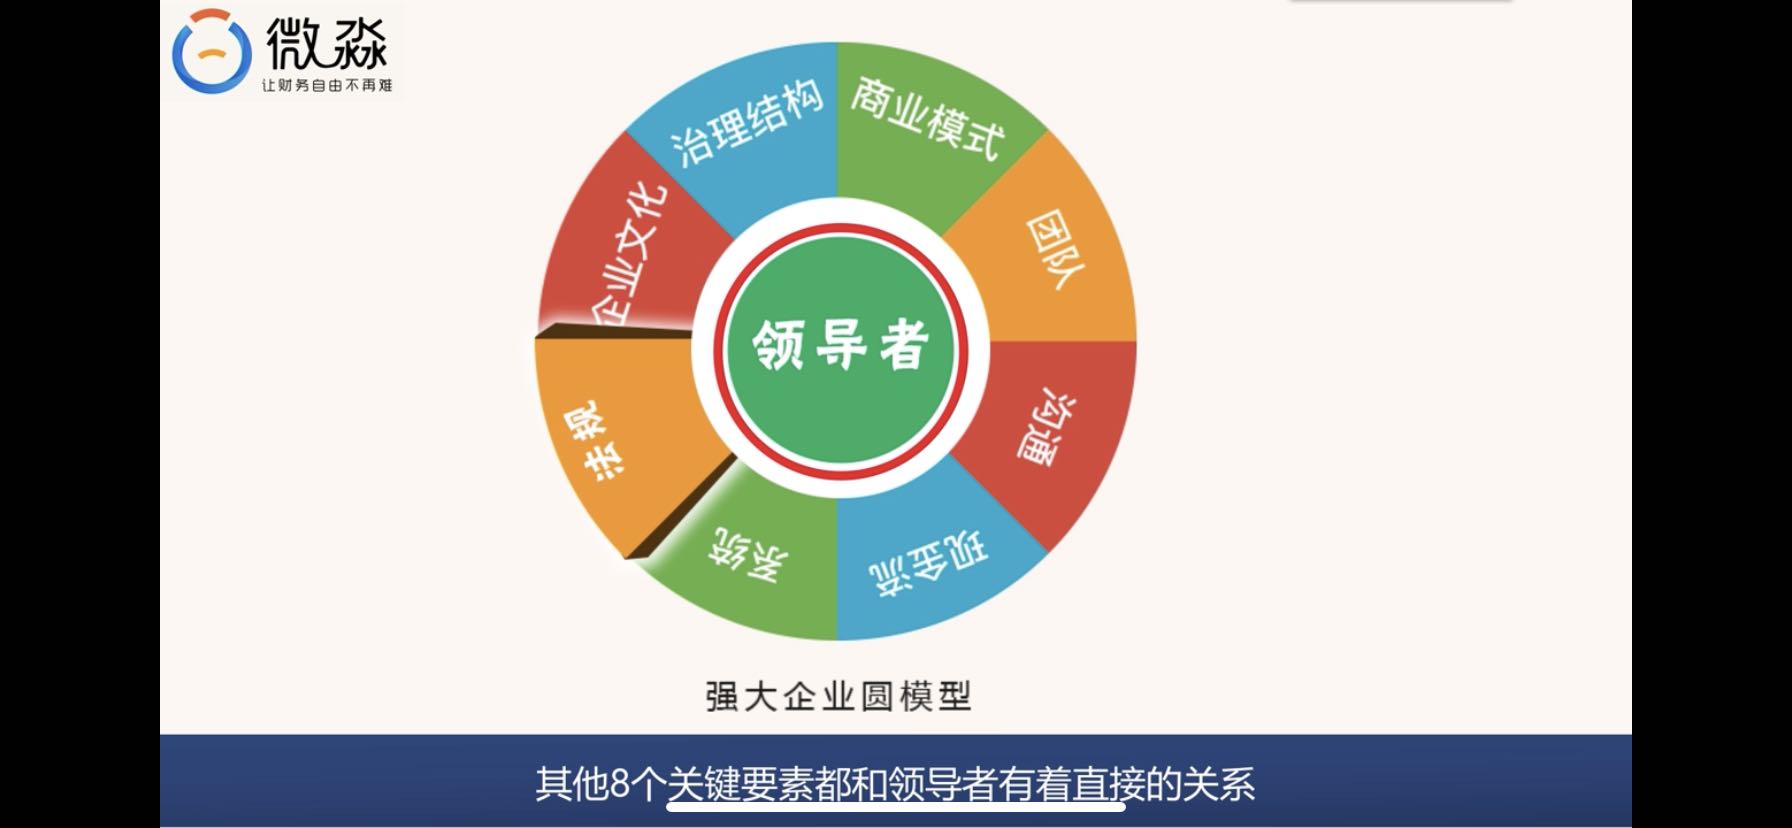 微淼
让财务自由不再难
治理结构
商业模式
团队
沟通
现金流
系统
法规
企业文化
领导者
强大企业圆模型
其他8个关键要素都和领导者有着直接的关系